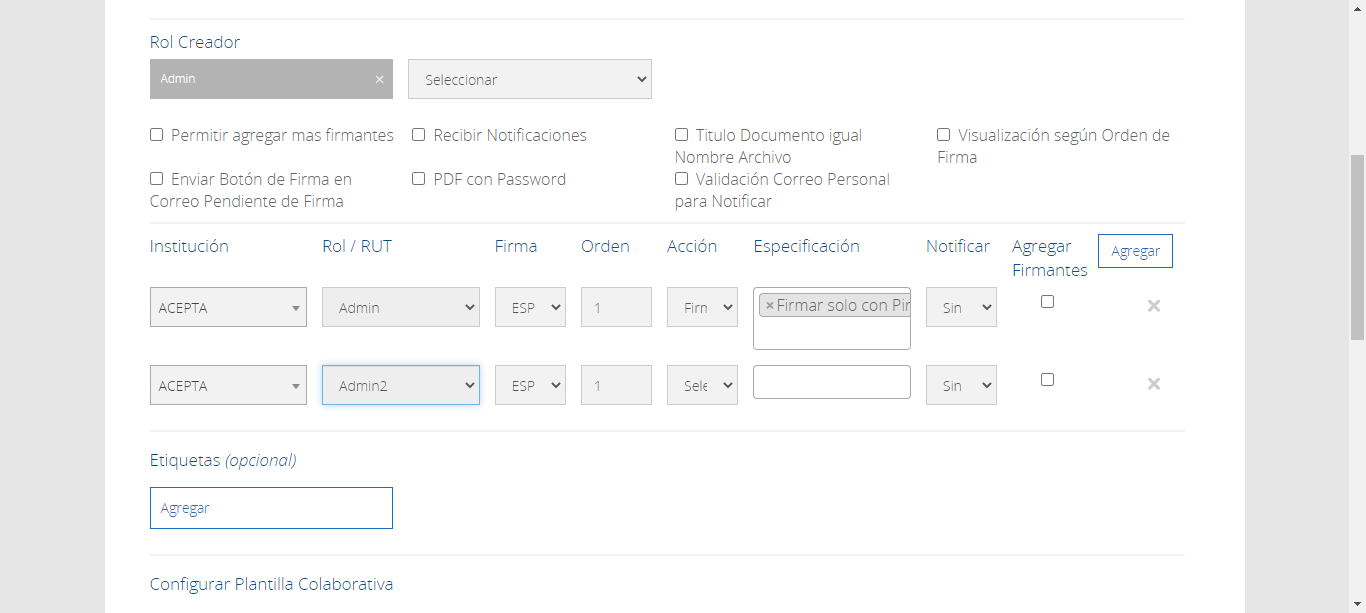 Rol Creador
Admin ×
Seleccionar
Permitir agregar mas firmantes
Recibir Notificaciones
Titulo Documento igual
Nombre Archivo
Visualización según Orden de
Firma
Enviar Botón de Firma en
Correo Pendiente de Firma
PDF con Password
Validación Correo Personal
para Notificar
Institución Rol / RUT Firma Orden Acción Especificación Notificar Agregar
Firmantes
Agregar
ACEPTA Admin ESP 1 Firn ×Firmar solo con Pin Sin ×
ACEPTA Admin2 ESP 1 Sele Sin ×
Etiquetas (opcional)
Agregar
Configurar Plantilla Colaborativa